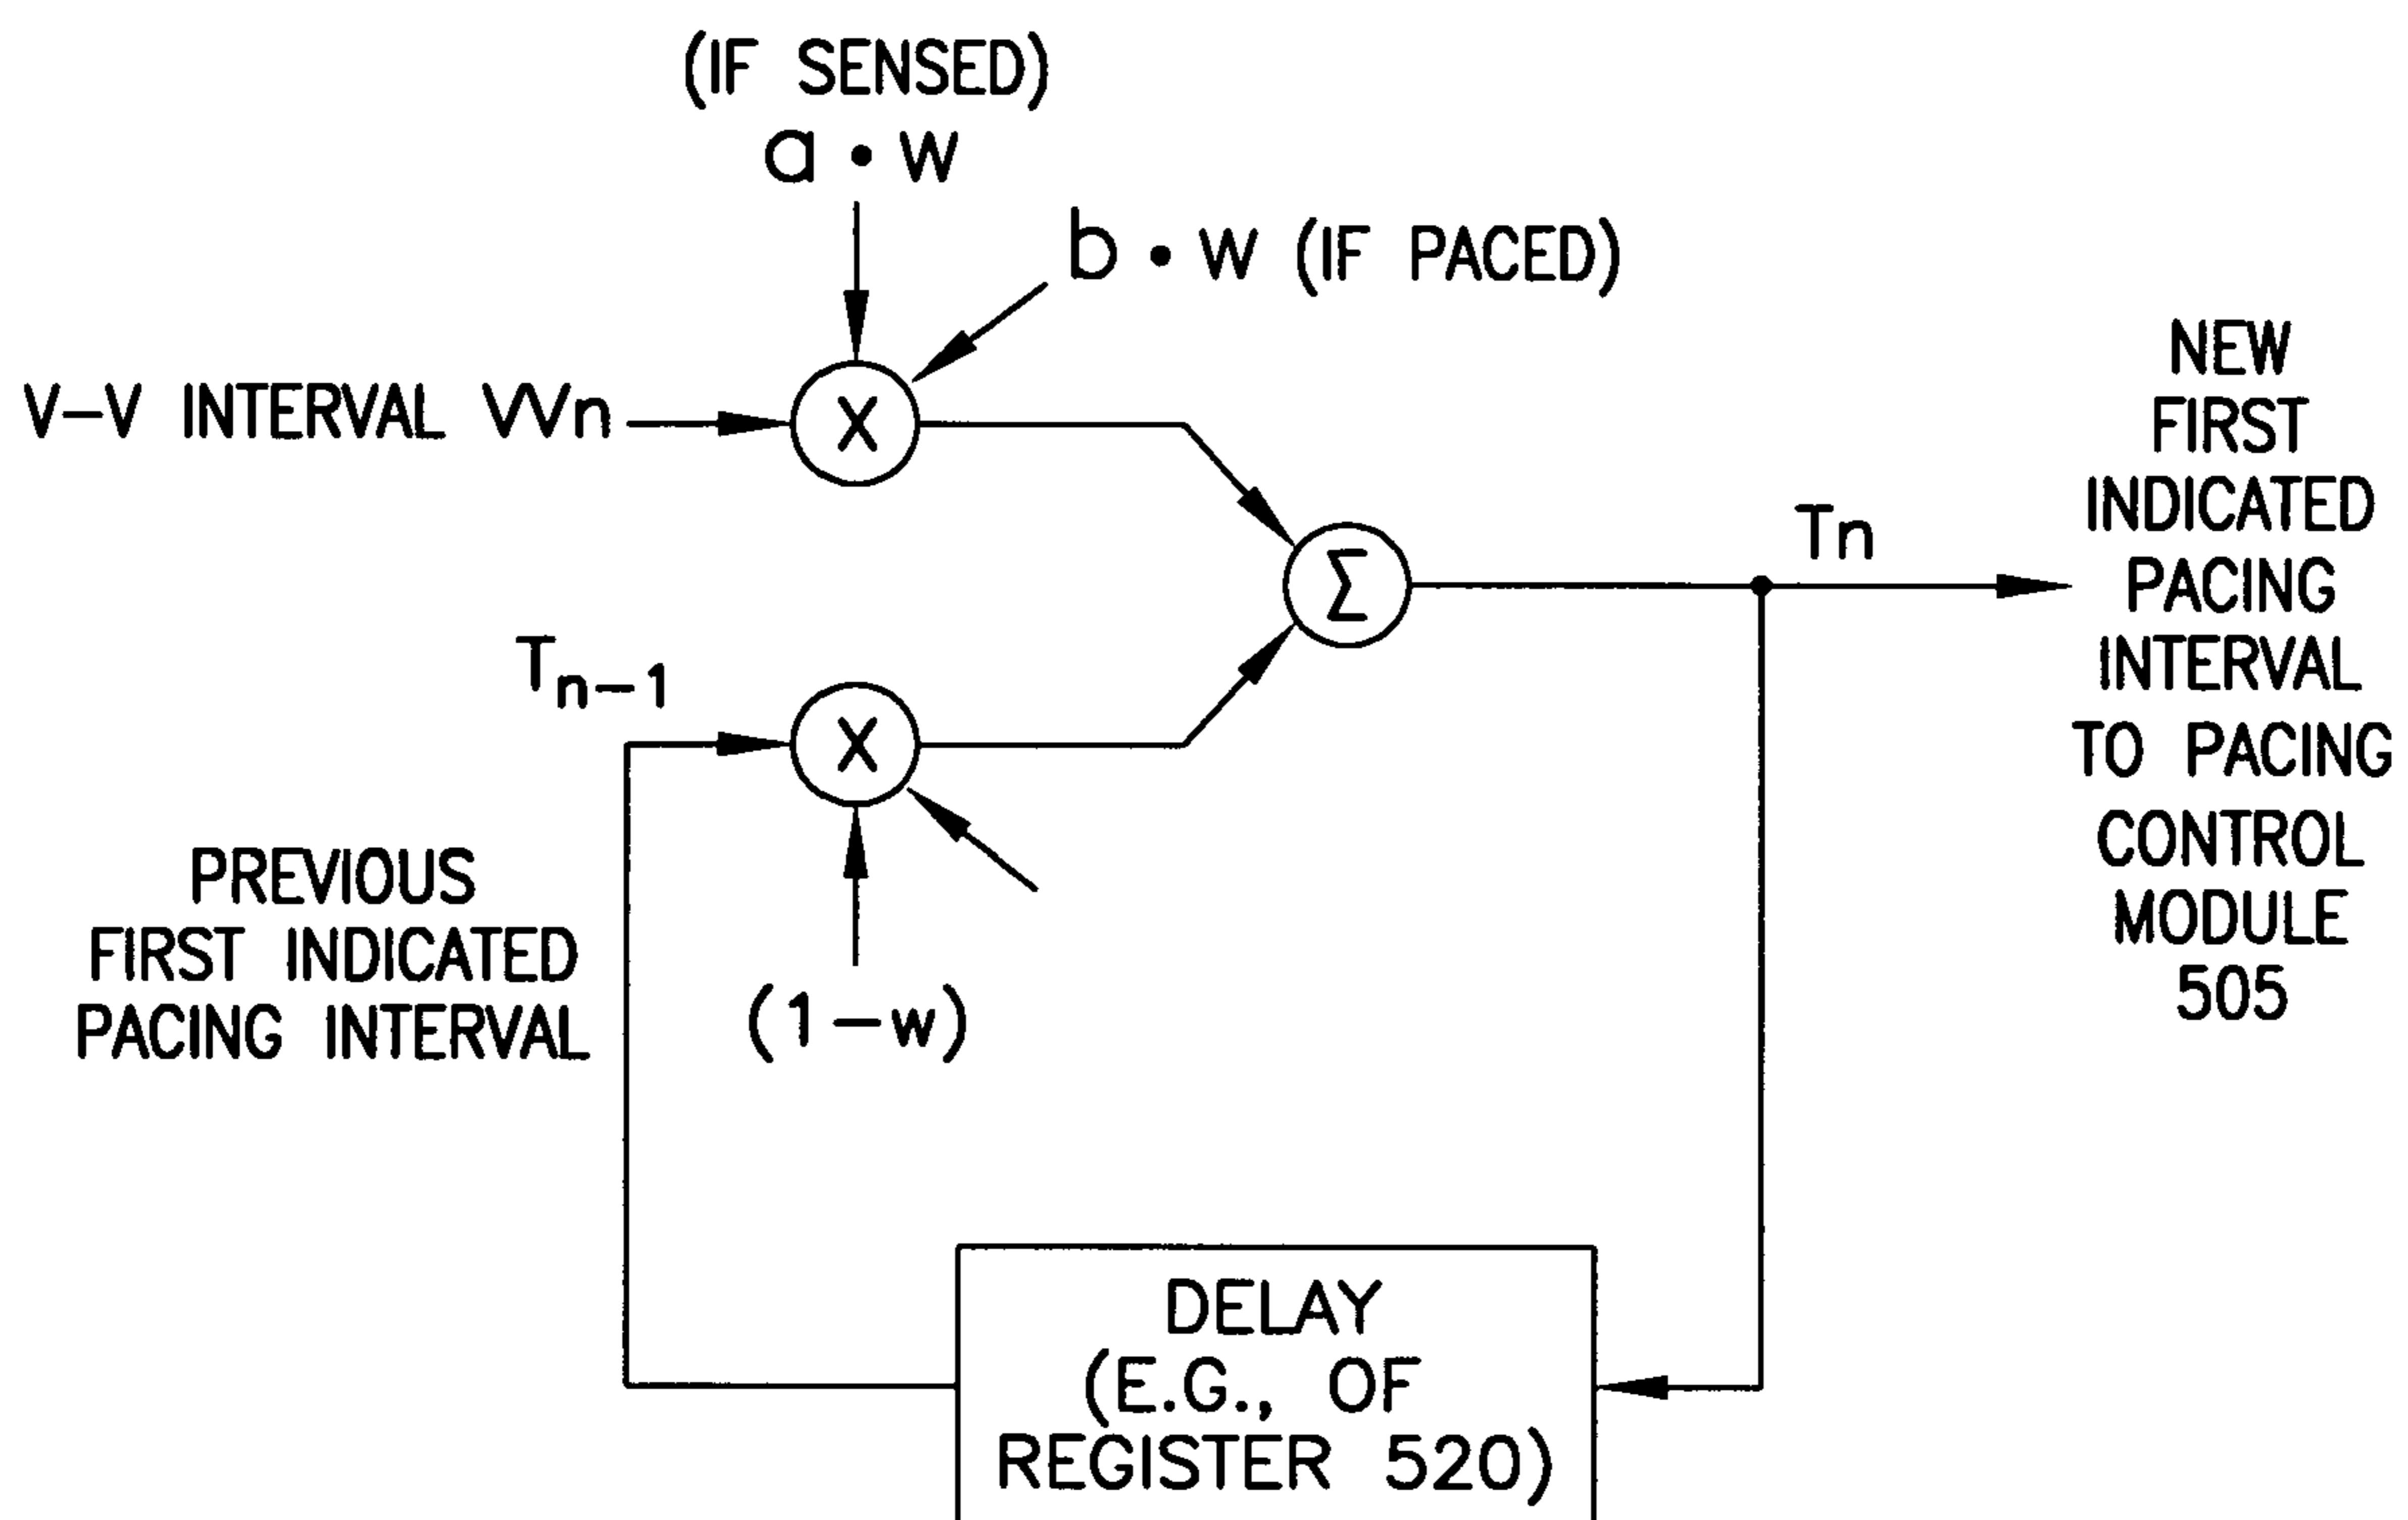 (IF SENSED)
a • w
b • w (IF PACED)
V–V INTERVAL VVn
X
Σ
Tn
NEW
FIRST
INDICATED
PACING
INTERVAL
TO PACING
CONTROL
MODULE
505
Tn–1
X
PREVIOUS
FIRST INDICATED
PACING INTERVAL
(1–w)
DELAY
(E.G., OF
REGISTER 520)